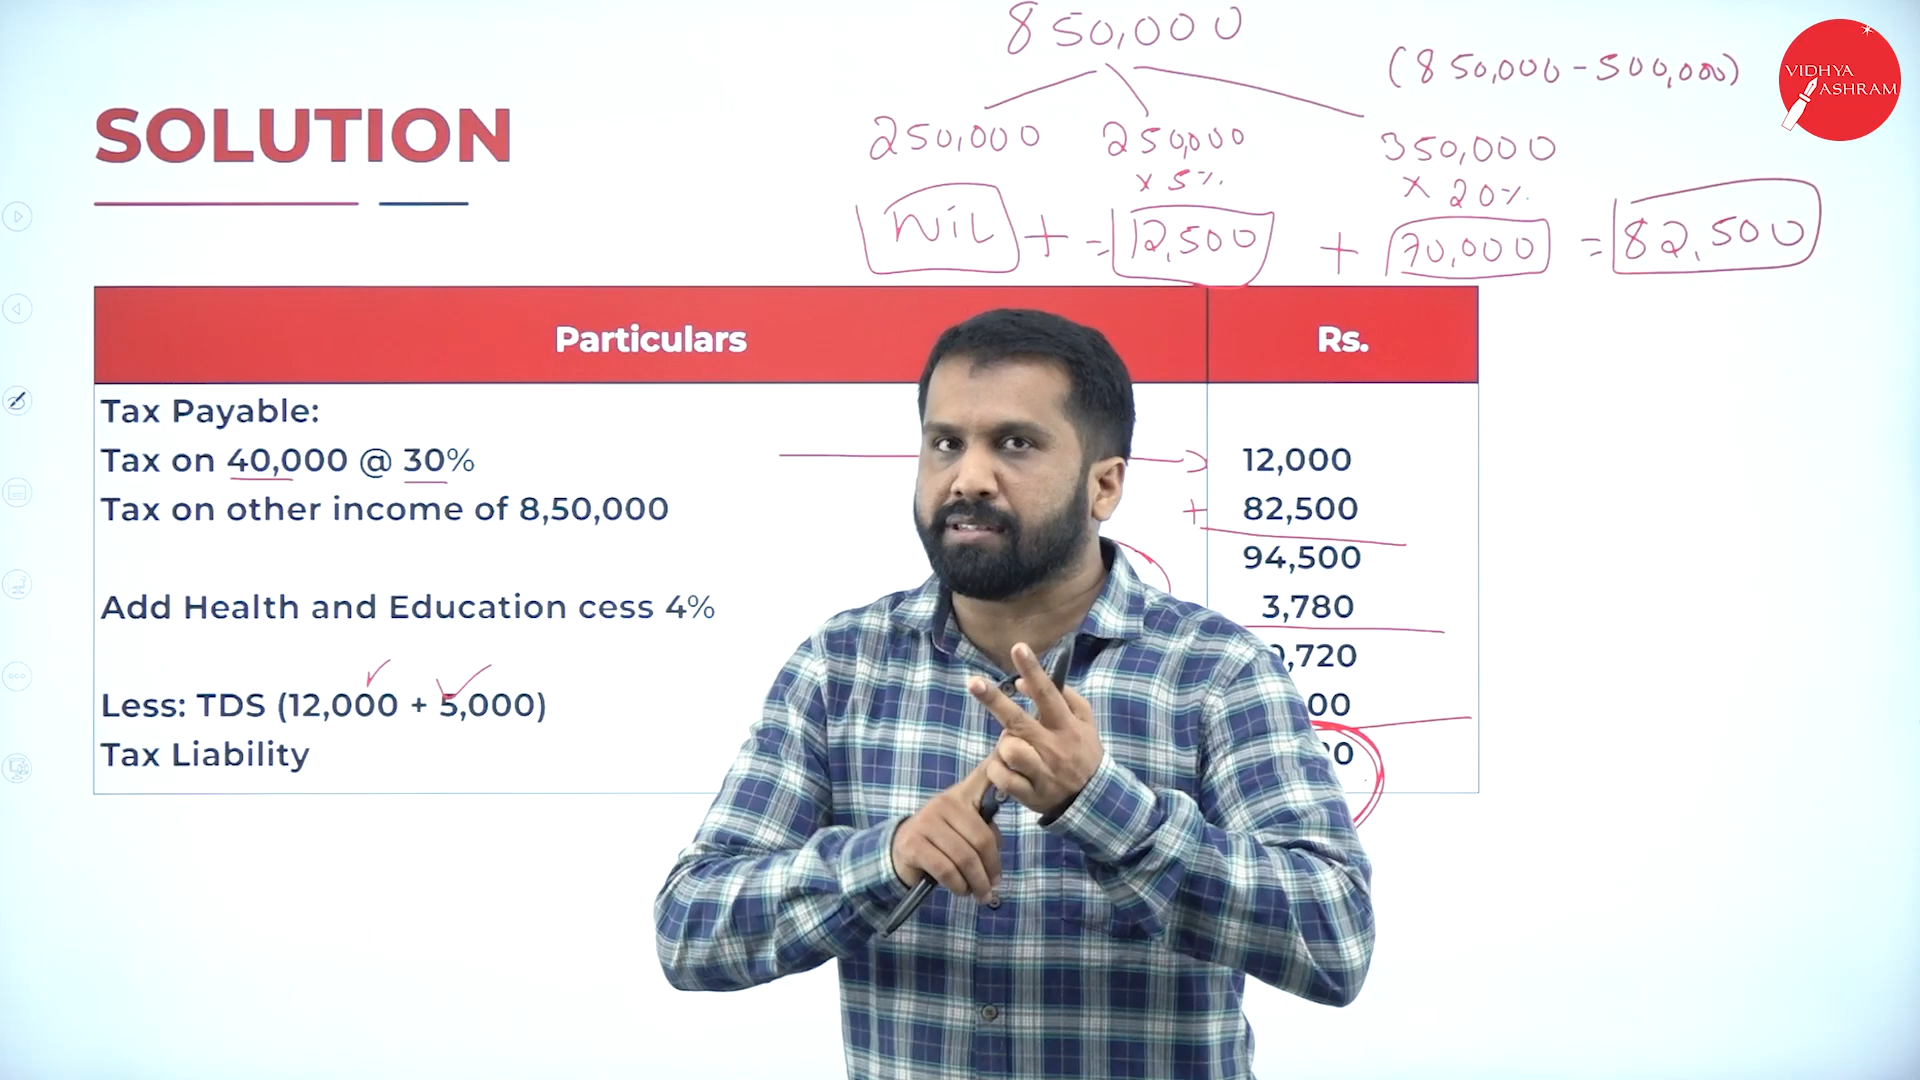 850,000
(850,000-500,000)
VIDHYA
ASHRAM
SOLUTION
250,000 250,000 350,000
x 5% x 20%
Nil + = 12,500 + 70,000 = 82,500
Particulars Rs.
Tax Payable:
Tax on 40,000 @ 30% 12,000
Tax on other income of 8,50,000 + 82,500
94,500
Add Health and Education cess 4% 3,780
,720
Less: TDS (12,000 + 5,000) 00
Tax Liability 0